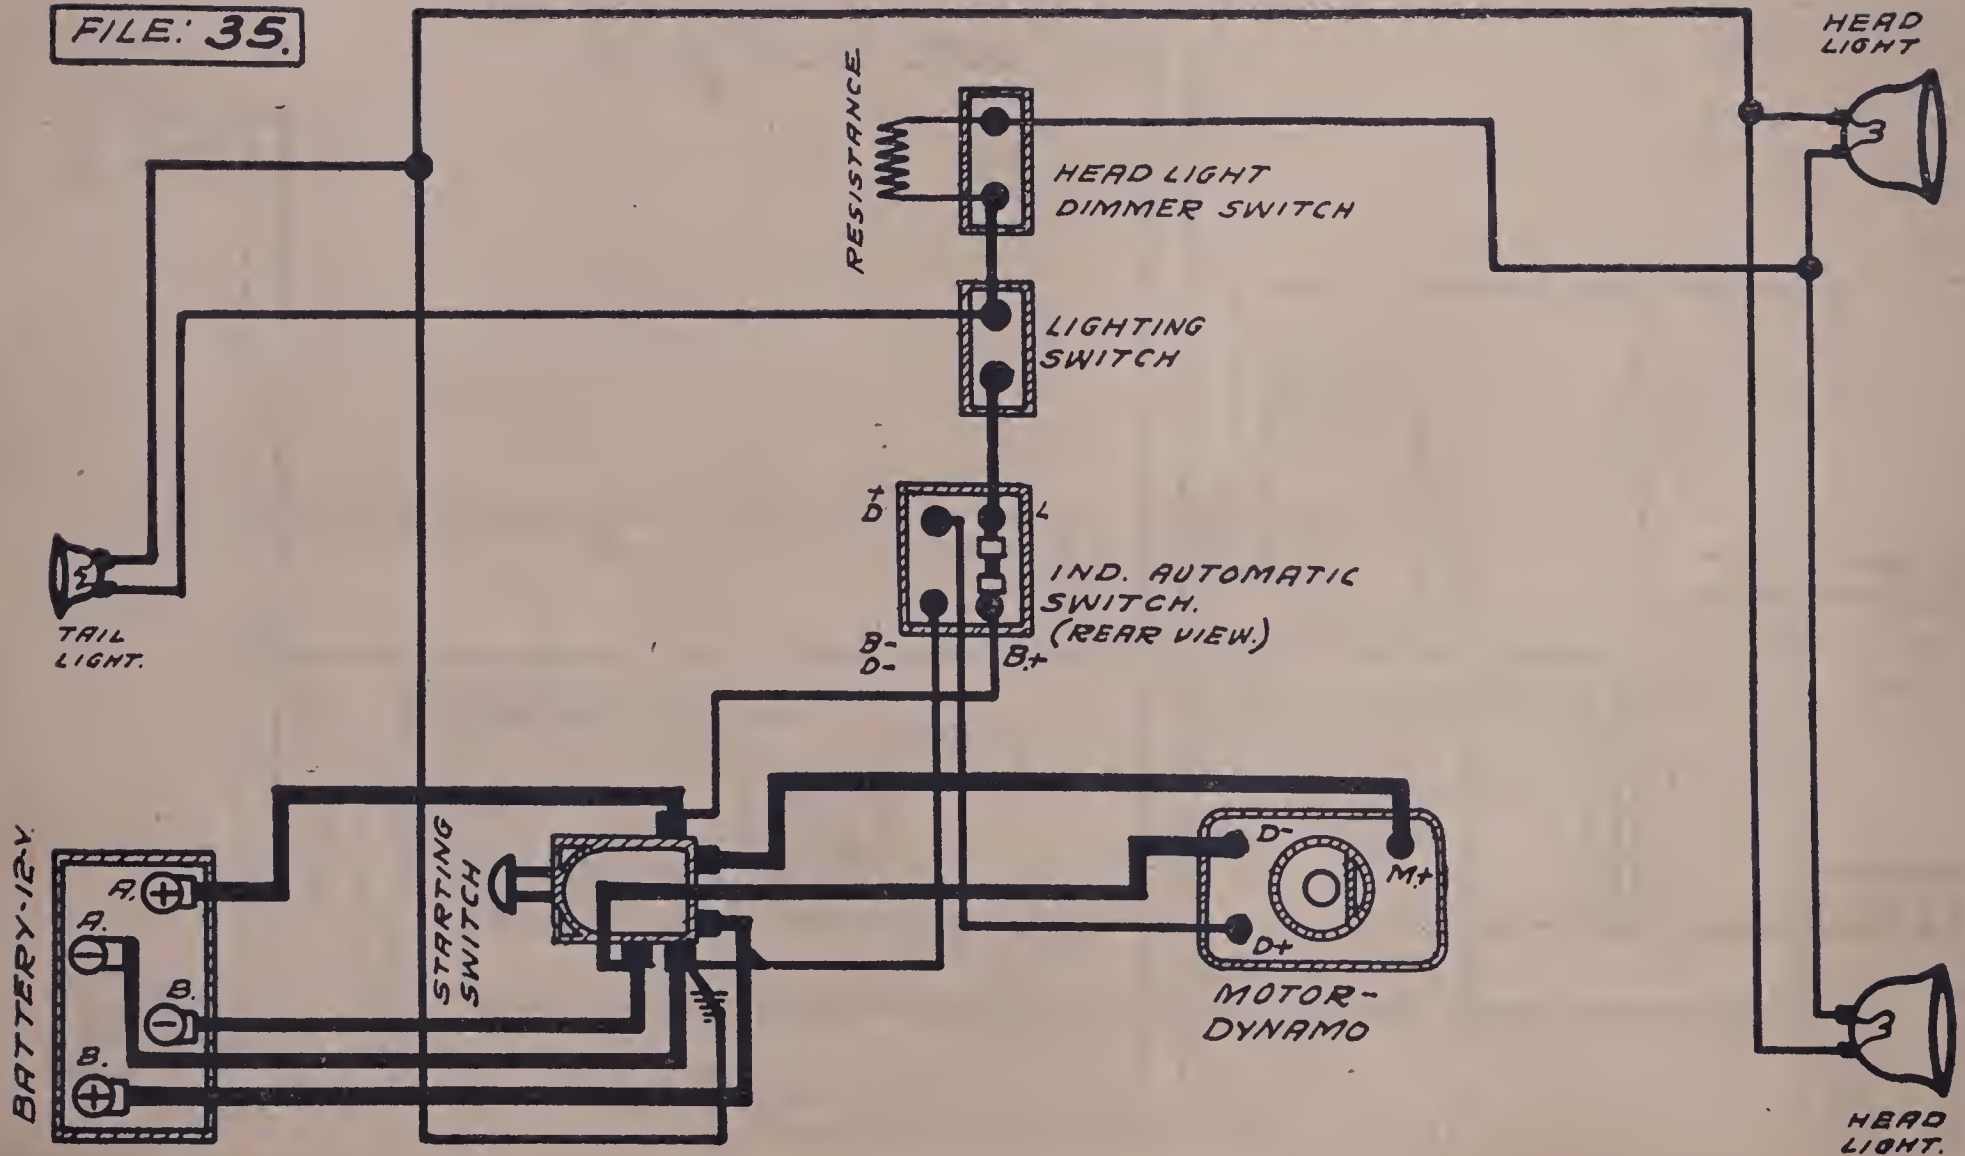 FILE: 35.
HEAD
LIGHT
RESISTANCE
HEAD LIGHT
DIMMER SWITCH
LIGHTING
SWITCH
+
D
L
IND. AUTOMATIC
SWITCH.
(REAR VIEW.)
B-
D-
B.+
TAIL
LIGHT.
BATTERY-12V.
A. +
A. -
B. -
B. +
STARTING
SWITCH
D-
M.+
D+
MOTOR-
DYNAMO
HEAD
LIGHT.